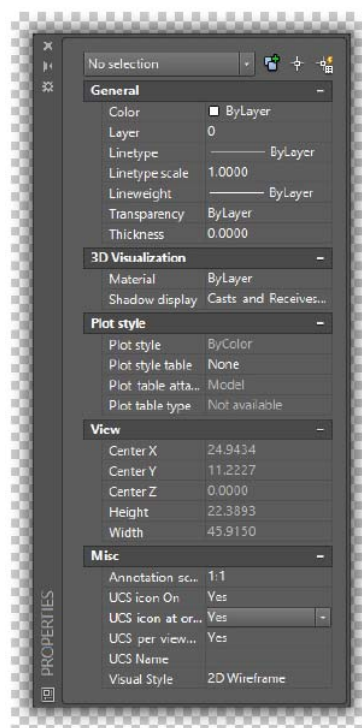 No selection
General
Color ByLayer
Layer 0
Linetype ByLayer
Linetype scale 1.0000
Lineweight ByLayer
Transparency ByLayer
Thickness 0.0000
3D Visualization
Material ByLayer
Shadow display Casts and Receives...
Plot style
Plot style ByColor
Plot style table None
Plot table atta... Model
Plot table type Not available
View
Center X 24.9434
Center Y 11.2227
Center Z 0.0000
Height 22.3893
Width 45.9150
Misc
Annotation sc... 1:1
UCS icon On Yes
UCS icon at or... Yes
UCS per view... Yes
UCS Name
Visual Style 2D Wireframe
PROPERTIES